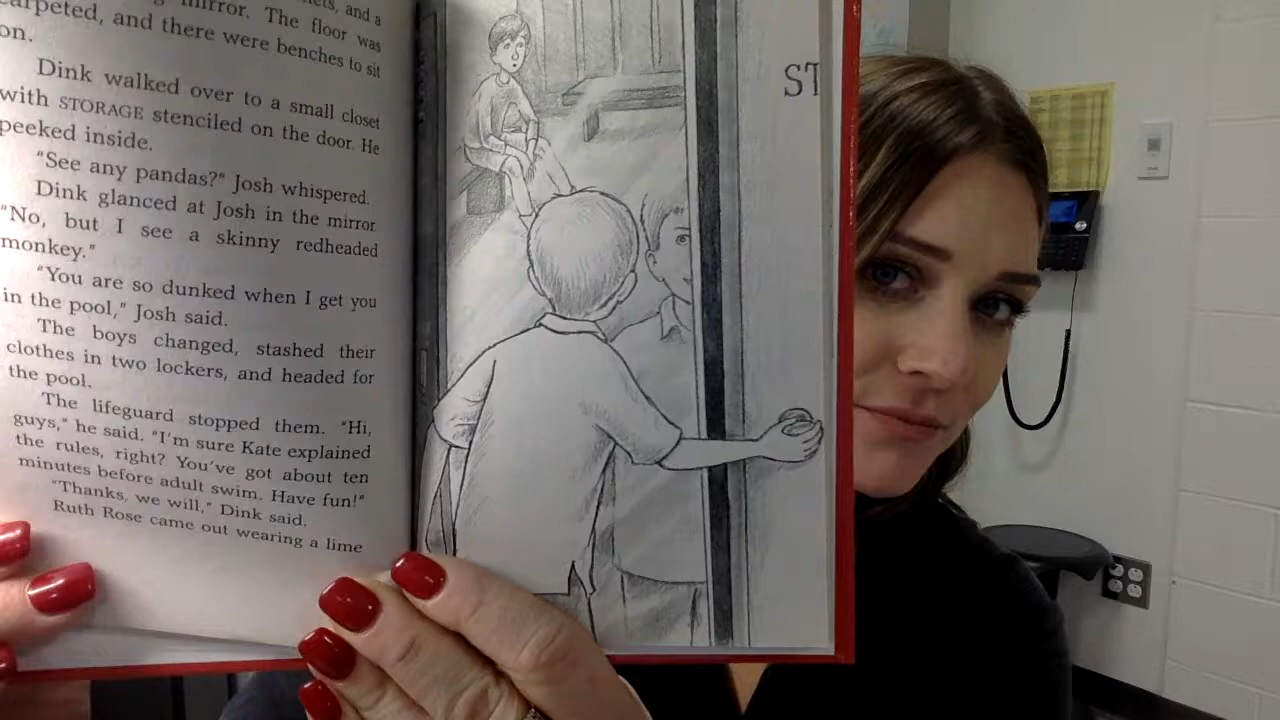 mirror. The floor was
carpeted, and there were benches to sit
on.
Dink walked over to a small closet
with STORAGE stenciled on the door. He
peeked inside.
"See any pandas?" Josh whispered.
Dink glanced at Josh in the mirror.
"No, but I see a skinny redheaded
monkey."
"You are so dunked when I get you
in the pool," Josh said.
The boys changed, stashed their
clothes in two lockers, and headed for
the pool.
The lifeguard stopped them. "Hi,
guys," he said. "I'm sure Kate explained
the rules, right? You've got about ten
minutes before adult swim. Have fun!"
"Thanks, we will," Dink said.
Ruth Rose came out wearing a lime
ST